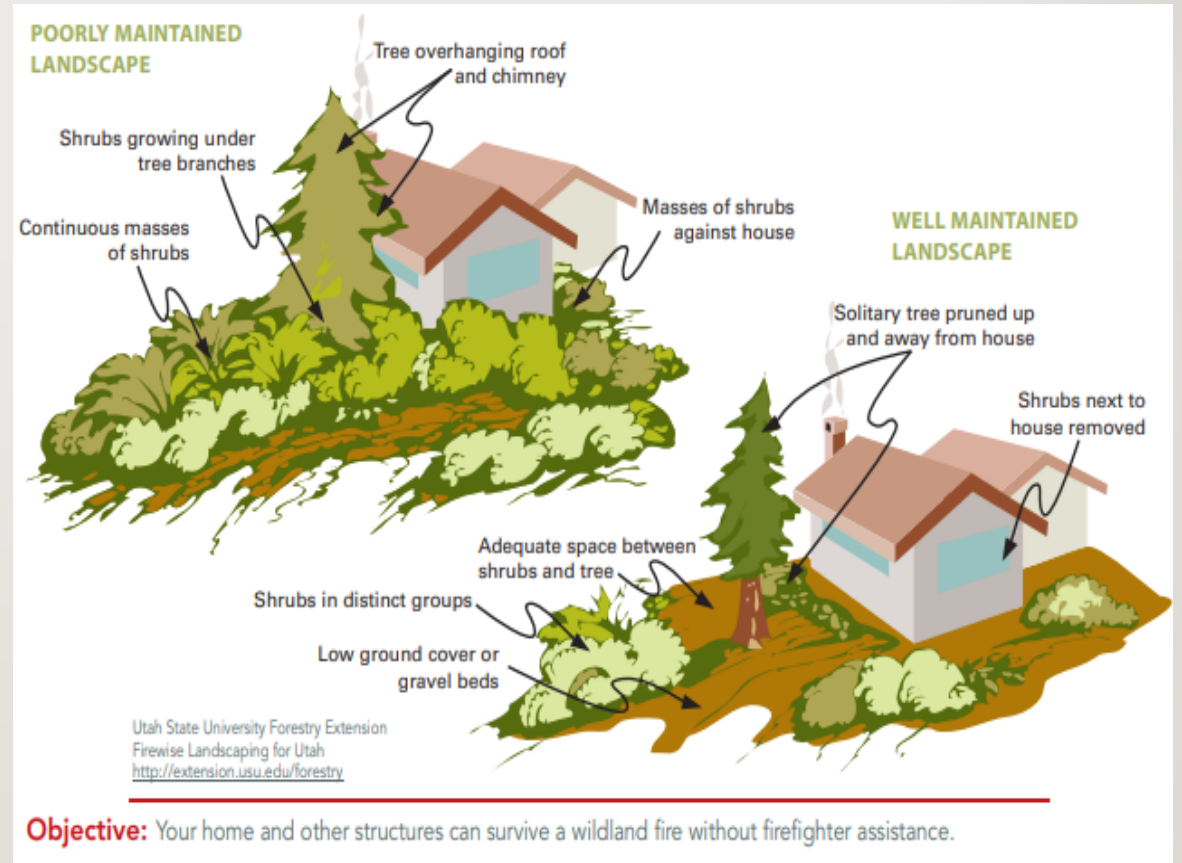 POORLY MAINTAINED
LANDSCAPE
Tree overhanging roof
and chimney
Shrubs growing under
tree branches
Continuous masses
of shrubs
Masses of shrubs
against house
WELL MAINTAINED
LANDSCAPE
Solitary tree pruned up
and away from house
Shrubs next to
house removed
Adequate space between
shrubs and tree
Shrubs in distinct groups
Low ground cover or
gravel beds
Utah State University Forestry Extension
Firewise Landscaping for Utah
http://extension.usu.edu/forestry
Objective: Your home and other structures can survive a wildland fire without firefighter assistance.